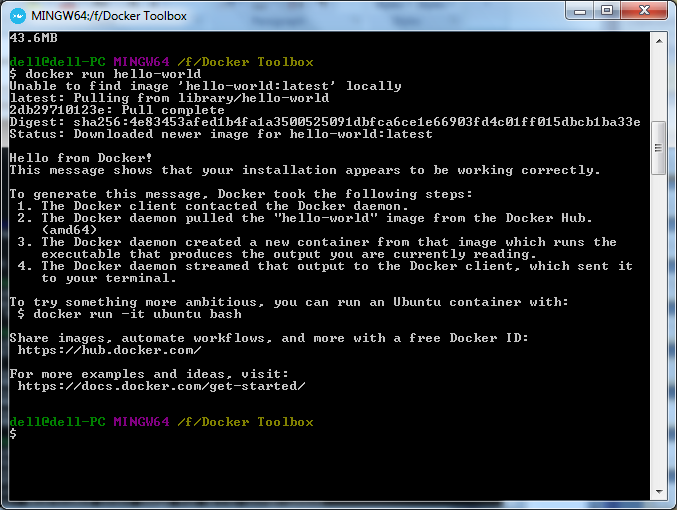 MINGW64:/f/Docker Toolbox
43.6MB
dell@dell-PC MINGW64 /f/Docker Toolbox
$ docker run hello-world
Unable to find image 'hello-world:latest' locally
latest: Pulling from library/hello-world
2db29710123e: Pull complete
Digest: sha256:4e83453afed1b4fa1a3500525091dbfca6ce1e66903fd4c01ff015dbcb1ba33e
Status: Downloaded newer image for hello-world:latest
Hello from Docker!
This message shows that your installation appears to be working correctly.
To generate this message, Docker took the following steps:
1. The Docker client contacted the Docker daemon.
2. The Docker daemon pulled the "hello-world" image from the Docker Hub.
(amd64)
3. The Docker daemon created a new container from that image which runs the
executable that produces the output you are currently reading.
4. The Docker daemon streamed that output to the Docker client, which sent it
to your terminal.
To try something more ambitious, you can run an Ubuntu container with:
$ docker run -it ubuntu bash
Share images, automate workflows, and more with a free Docker ID:
https://hub.docker.com/
For more examples and ideas, visit:
https://docs.docker.com/get-started/
dell@dell-PC MINGW64 /f/Docker Toolbox
$